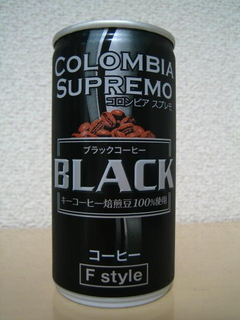 COLOMBIA
SUPREMO
コロンビア スプレモ
ブラックコーヒー
BLACK
キーコーヒー焙煎豆100%使用
コーヒー
F style